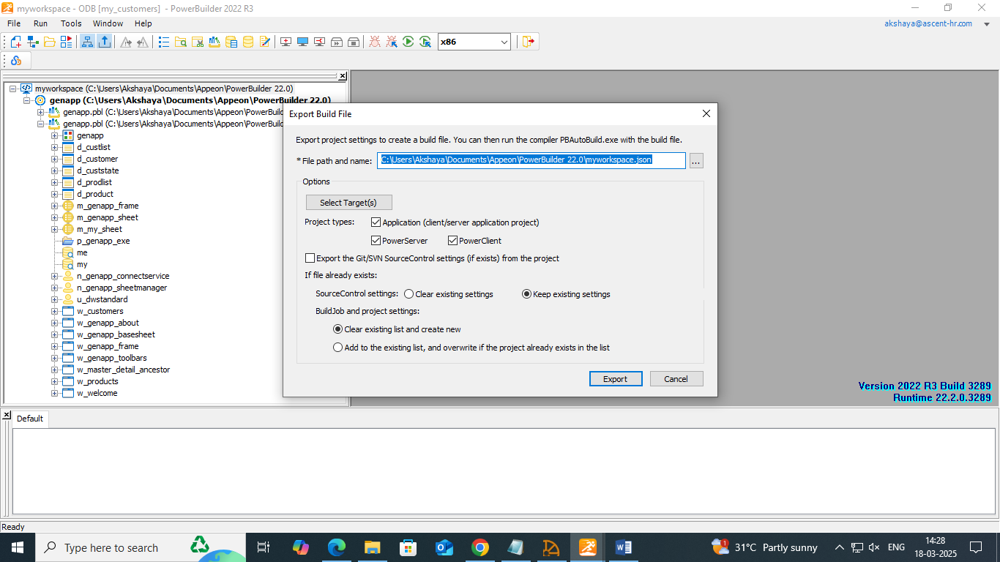 myworkspace - ODB [my_customers] - PowerBuilder 2022 R3
File Run Tools Window Help
akshaya@ascent-hr.com
x86
myworkspace (C:\Users\Akshaya\Documents\Appeon\PowerBuilder 22.0)
genapp (C:\Users\Akshaya\Documents\Appeon\PowerBuilder 22.0)
genapp.pbl (C:\Users\Akshaya\Documents\Appeon\PowerBuil
genapp.pbl (C:\Users\Akshaya\Documents\Appeon\PowerBuil
genapp
d_custlist
d_customer
d_custstate
d_prodlist
d_product
m_genapp_frame
m_genapp_sheet
m_my_sheet
p_genapp_exe
me
my
n_genapp_connectservice
n_genapp_sheetmanager
u_dwstandard
w_customers
w_genapp_about
w_genapp_basesheet
w_genapp_frame
w_genapp_toolbars
w_master_detail_ancestor
w_products
w_welcome
Export Build File
Export project settings to create a build file. You can then run the compiler PBAutoBuild.exe with the build file.
* File path and name: C:\Users\Akshaya\Documents\Appeon\PowerBuilder 22.0\myworkspace.json ...
Options
Select Target(s)
Project types: Application (client/server application project)
PowerServer PowerClient
Export the Git/SVN SourceControl settings (if exists) from the project
If file already exists:
SourceControl settings: Clear existing settings Keep existing settings
BuildJob and project settings:
Clear existing list and create new
Add to the existing list, and overwrite if the project already exists in the list
Export Cancel
Version 2022 R3 Build 3289
Runtime 22.2.0.3289
Default
Ready
Type here to search
1
31°C Partly sunny
ENG
14:28
18-03-2025